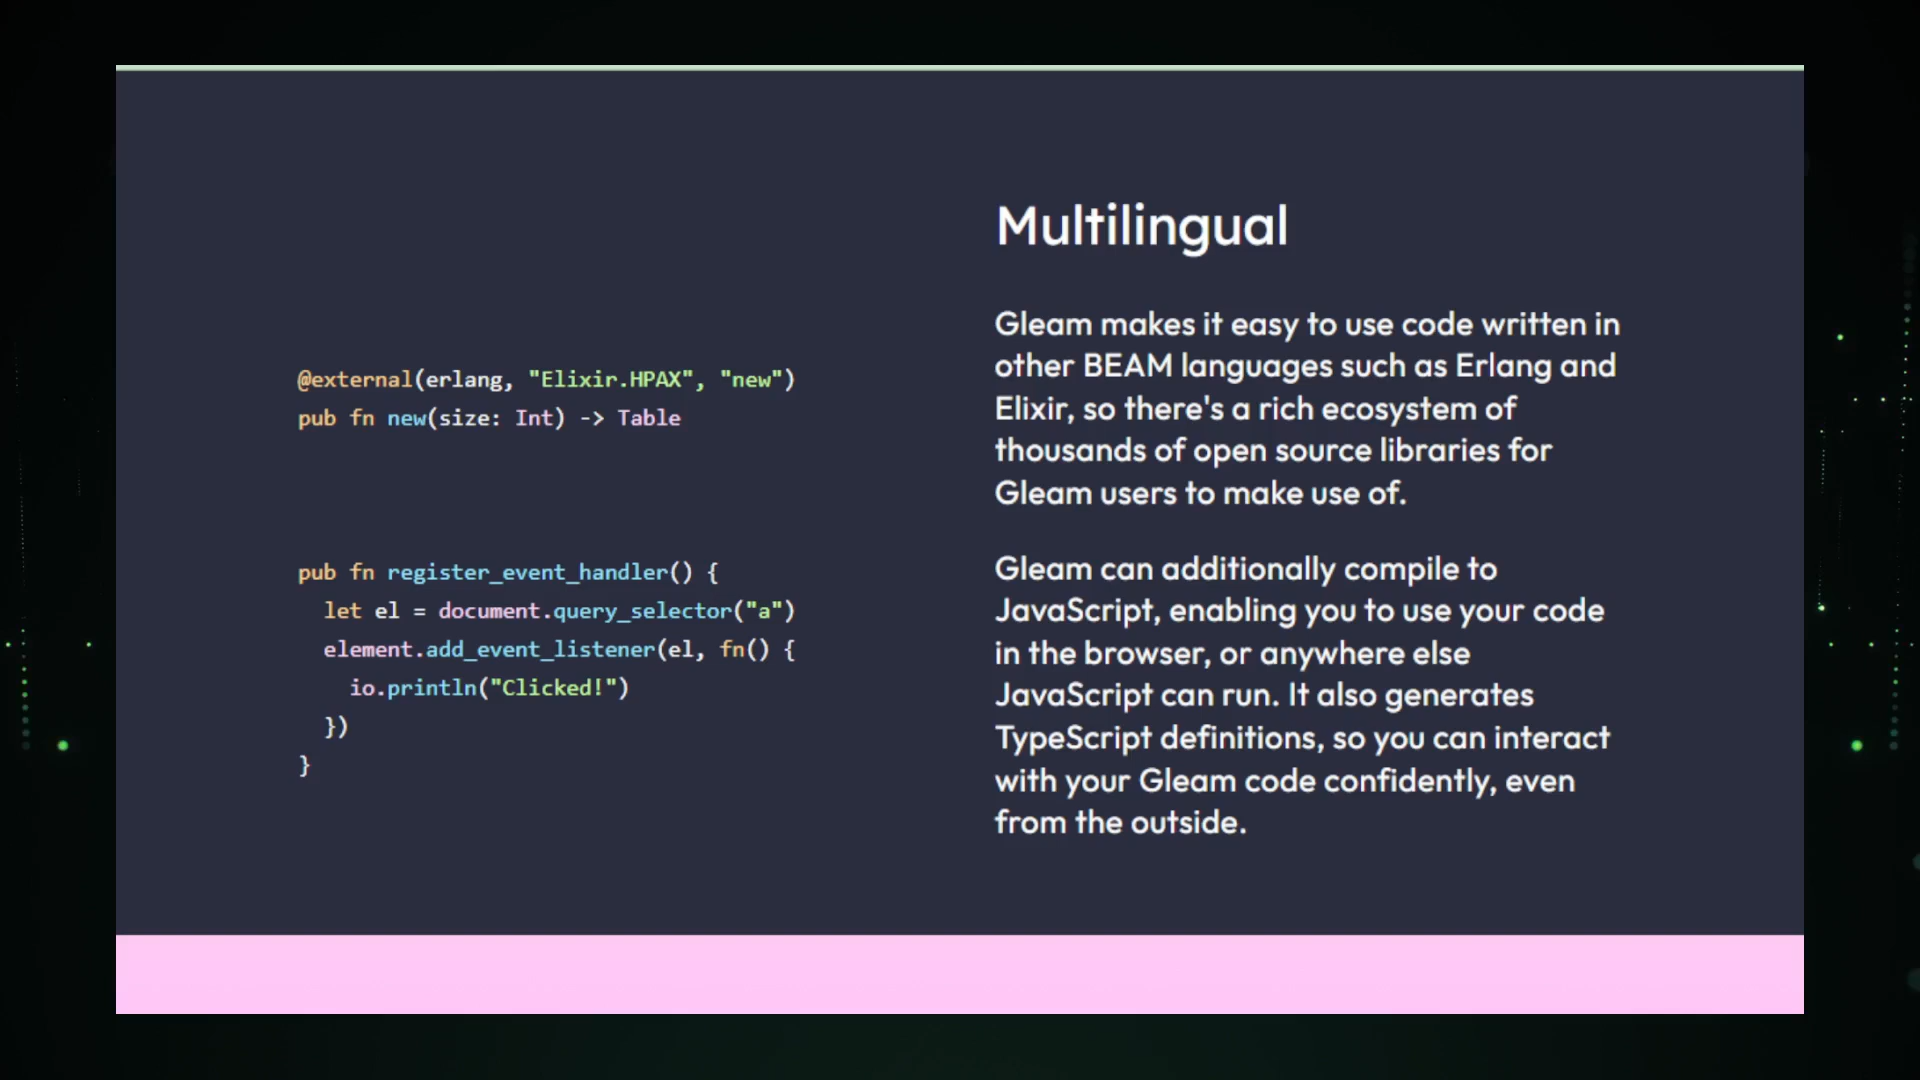 @external(erlang, "Elixir.HPAX", "new")
pub fn new(size: Int) -> Table
pub fn register_event_handler() {
  let el = document.query_selector("a")
  element.add_event_listener(el, fn() {
    io.println("Clicked!")
  })
}
Multilingual
Gleam makes it easy to use code written in
other BEAM languages such as Erlang and
Elixir, so there's a rich ecosystem of
thousands of open source libraries for
Gleam users to make use of.
Gleam can additionally compile to
JavaScript, enabling you to use your code
in the browser, or anywhere else
JavaScript can run. It also generates
TypeScript definitions, so you can interact
with your Gleam code confidently, even
from the outside.